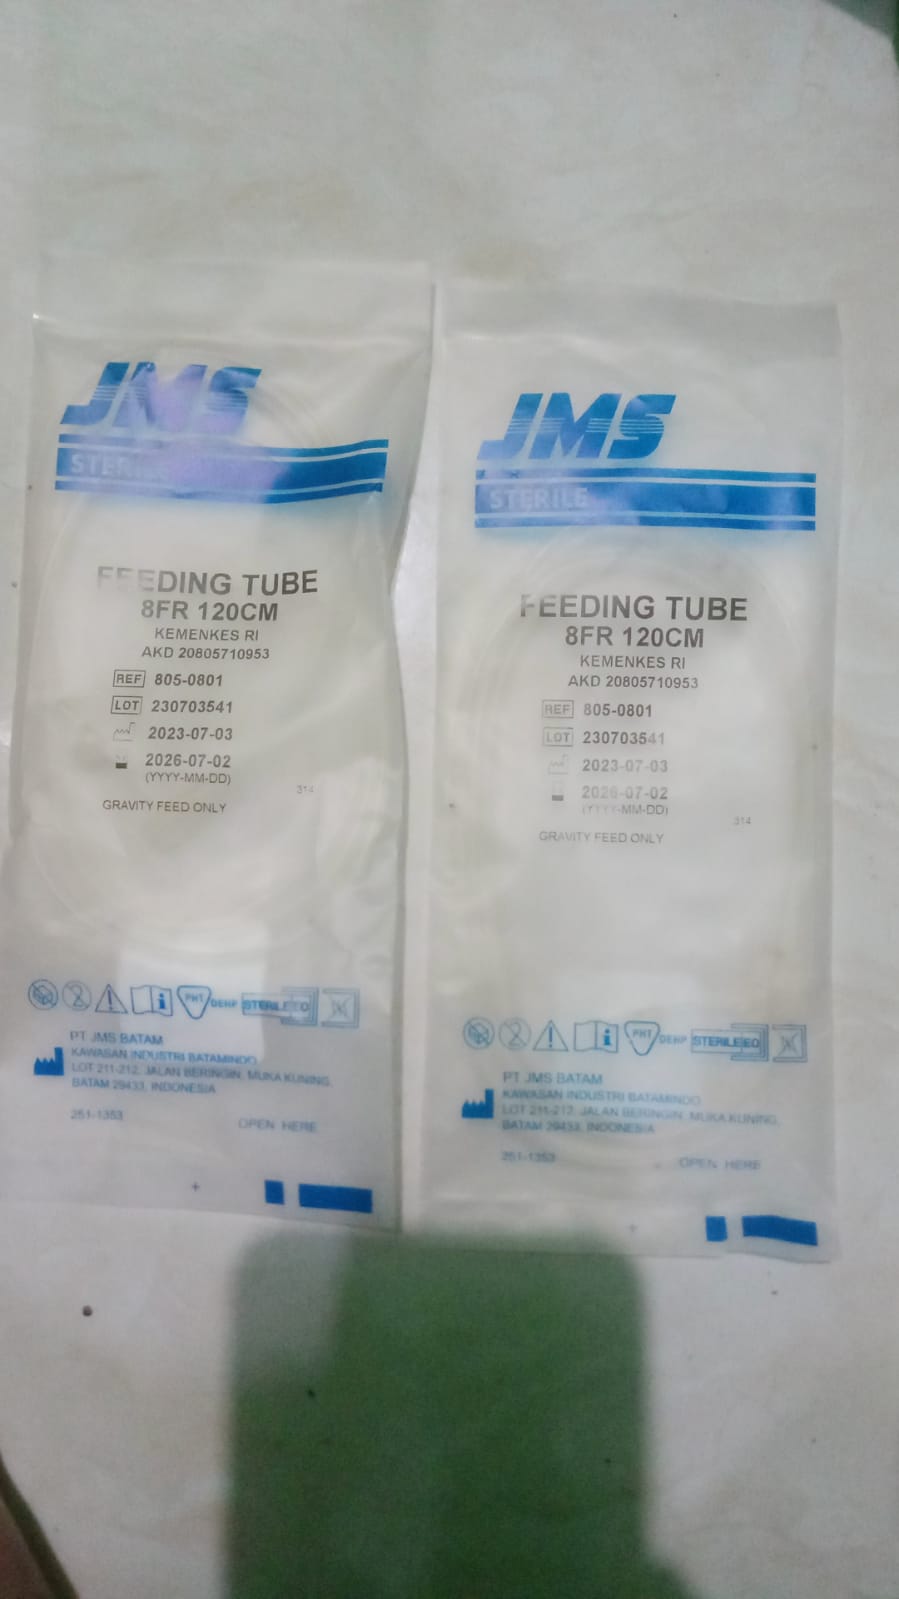 JMS
STERILE
FEEDING TUBE
8FR 120CM
KEMENKES RI
AKD 20805710953
REF 805-0801
LOT 230703541
2023-07-03
2026-07-02
(YYYY-MM-DD)
314
GRAVITY FEED ONLY
PHT DEHP STERILE EO
PT JMS BATAM
KAWASAN INDUSTRI BATAMINDO
LOT 211-212, JALAN BERINGIN, MUKA KUNING,
BATAM 29433, INDONESIA
251-1353
OPEN HERE
JMS
STERILE
FEEDING TUBE
8FR 120CM
KEMENKES RI
AKD 20805710953
REF 805-0801
LOT 230703541
2023-07-03
2026-07-02
(YYYY-MM-DD)
314
GRAVITY FEED ONLY
PHT DEHP STERILE EO
PT JMS BATAM
KAWASAN INDUSTRI BATAMINDO
LOT 211-212, JALAN BERINGIN, MUKA KUNING,
BATAM 29433, INDONESIA
251-1353
OPEN HERE